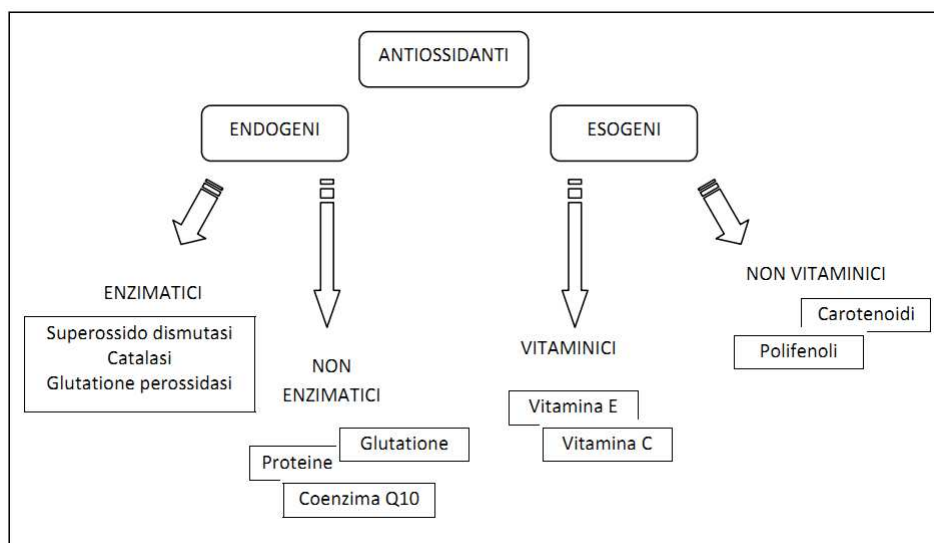 ANTIOSSIDANTI
ENDOGENI
ESOGENI
ENZIMATICI
Superossido dismutasi
Catalasi
Glutatione perossidasi
NON
ENZIMATICI
Glutatione
Proteine
Coenzima Q10
VITAMINICI
Vitamina E
Vitamina C
NON VITAMINICI
Carotenoidi
Polifenoli